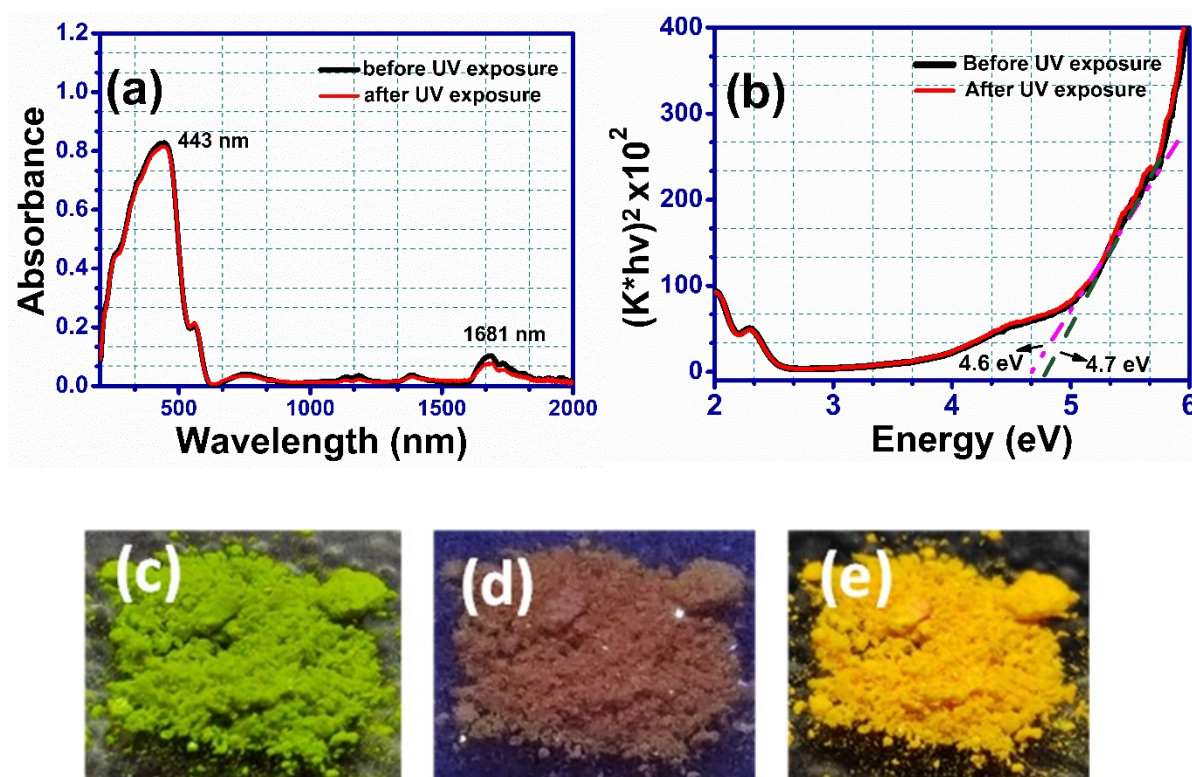 1.2
1.0
0.8
0.6
0.4
0.2
0.0
Absorbance
(a)
before UV exposure
after UV exposure
443 nm
1681 nm
500
1000
1500
2000
Wavelength (nm)
400
300
200
100
0
(K*hv)² x10²
(b)
Before UV exposure
After UV exposure
4.6 eV
4.7 eV
2
3
4
5
6
Energy (eV)
(c)
(d)
(e)